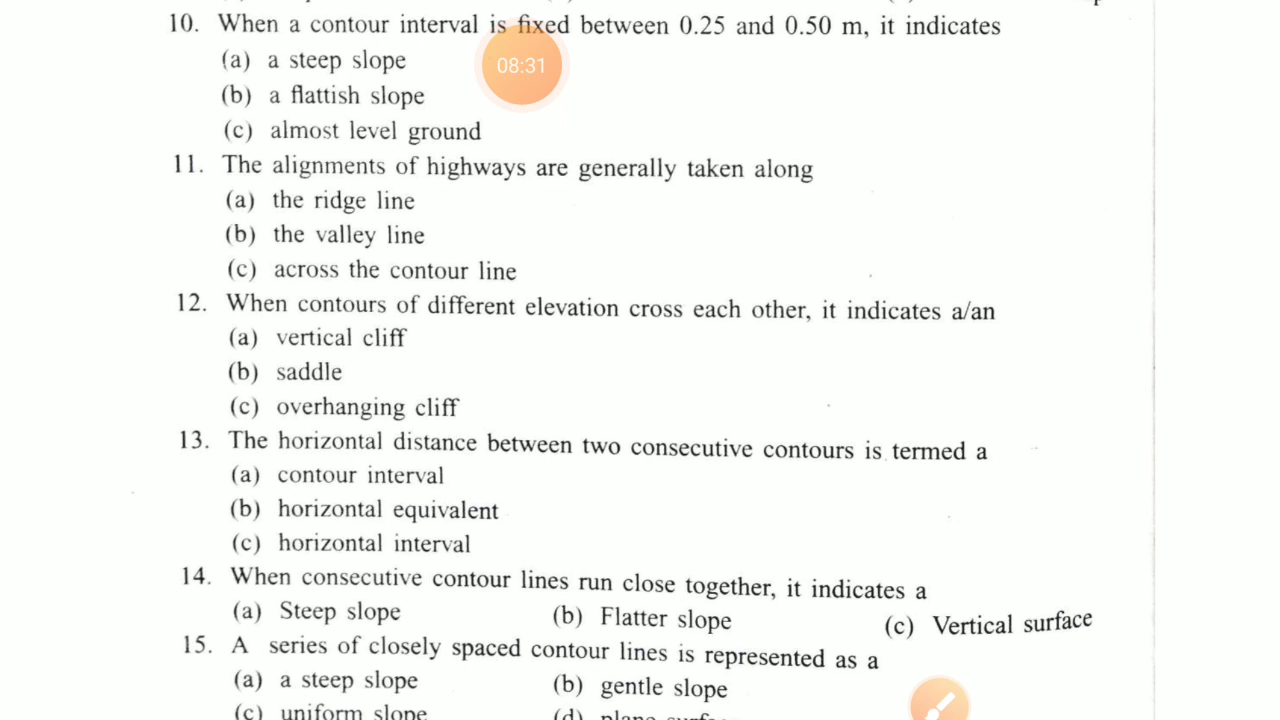 10. When a contour interval is fixed between 0.25 and 0.50 m, it indicates
(a) a steep slope
08:31
(b) a flattish slope
(c) almost level ground
11. The alignments of highways are generally taken along
(a) the ridge line
(b) the valley line
(c) across the contour line
12. When contours of different elevation cross each other, it indicates a/an
(a) vertical cliff
(b) saddle
(c) overhanging cliff
13. The horizontal distance between two consecutive contours is termed a
(a) contour interval
(b) horizontal equivalent
(c) horizontal interval
14. When consecutive contour lines run close together, it indicates a
(a) Steep slope (b) Flatter slope (c) Vertical surface
15. A series of closely spaced contour lines is represented as a
(a) a steep slope (b) gentle slope
(c) uniform slope (d) plane